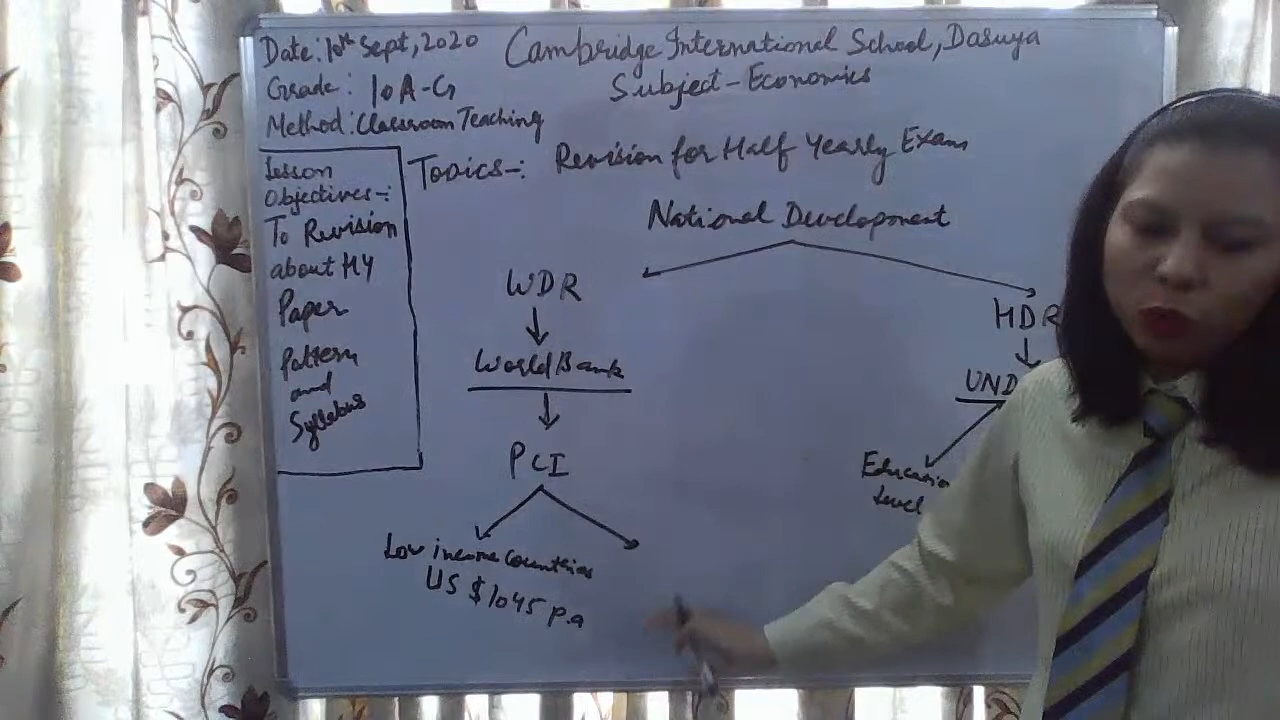 Date: 10th Sept, 2020
Cambridge International School, Dasuya
Grade: 10A-G
Subject-Economics
Method: Classroom Teaching
Lesson
Objectives-:
To Revision
about HY
Paper
Pattern
and
Syllebus
Topics-: Revision for Half Yearly Exam
National Development
WDR
World Bank
PCI
Low income Countries
US $1045 p.a
HDR
UND
Education
Level